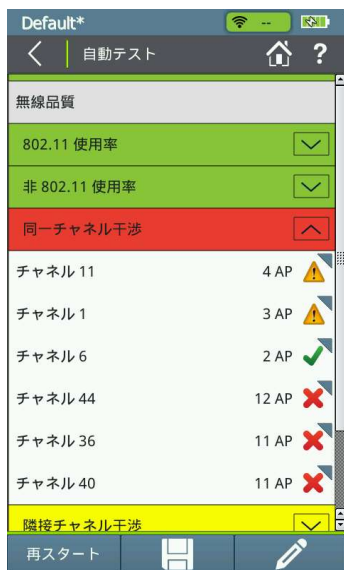 Default*
--
自動テスト
?
無線品質
802.11 使用率
非 802.11 使用率
同一チャネル干渉
チャネル 11 4 AP
チャネル 1 3 AP
チャネル 6 2 AP
チャネル 44 12 AP
チャネル 36 11 AP
チャネル 40 11 AP
隣接チャネル干渉
再スタート